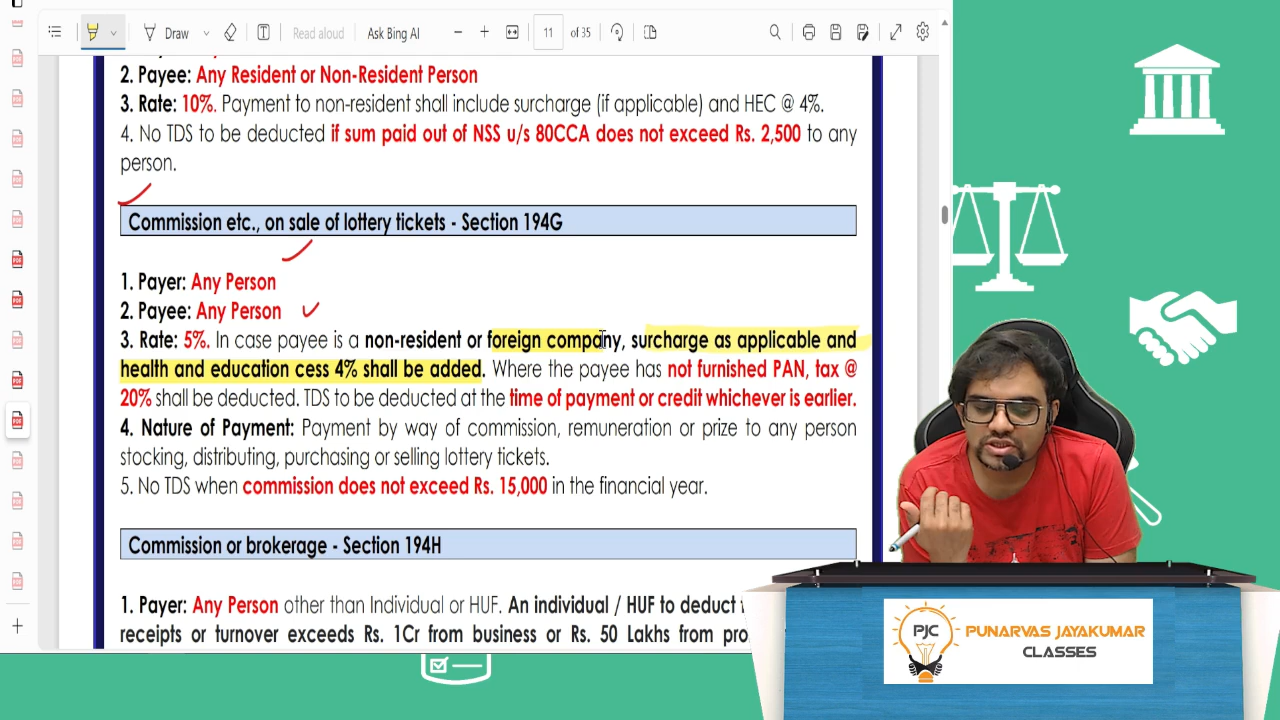 Draw
Read aloud
Ask Bing AI
11
of 35
2. Payee: Any Resident or Non-Resident Person
3. Rate: 10%. Payment to non-resident shall include surcharge (if applicable) and HEC @ 4%.
4. No TDS to be deducted if sum paid out of NSS u/s 80CCA does not exceed Rs. 2,500 to any
person.
Commission etc., on sale of lottery tickets - Section 194G
1. Payer: Any Person
2. Payee: Any Person
3. Rate: 5%. In case payee is a non-resident or foreign company, surcharge as applicable and
health and education cess 4% shall be added. Where the payee has not furnished PAN, tax @
20% shall be deducted. TDS to be deducted at the time of payment or credit whichever is earlier.
4. Nature of Payment: Payment by way of commission, remuneration or prize to any person
stocking, distributing, purchasing or selling lottery tickets.
5. No TDS when commission does not exceed Rs. 15,000 in the financial year.
Commission or brokerage - Section 194H
1. Payer: Any Person other than Individual or HUF. An individual / HUF to deduct
receipts or turnover exceeds Rs. 1Cr from business or Rs. 50 Lakhs from
PJC
PUNARVAS JAYAKUMAR
CLASSES